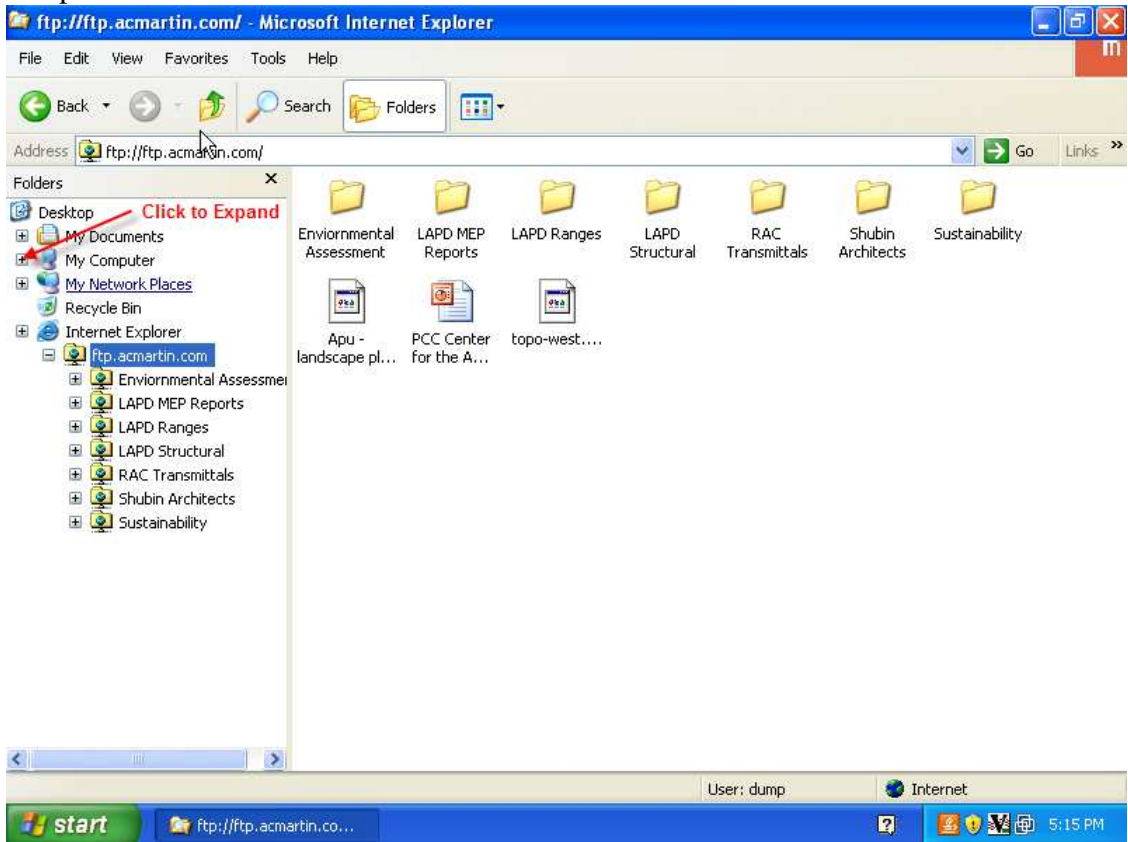 ftp://ftp.acmartin.com/ - Microsoft Internet Explorer
File Edit View Favorites Tools Help
Back Search Folders
Address ftp://ftp.acmartin.com/ Go Links »
Folders x
Desktop
Click to Expand
My Documents
My Computer
My Network Places
Recycle Bin
Internet Explorer
ftp.acmartin.com
Enviornmental Assessme
LAPD MEP Reports
LAPD Ranges
LAPD Structural
RAC Transmittals
Shubin Architects
Sustainability
Enviornmental
Assessment
LAPD MEP
Reports
LAPD Ranges
LAPD
Structural
RAC
Transmittals
Shubin
Architects
Sustainability
Apu -
landscape pl...
PCC Center
for the A...
topo-west....
User: dump
Internet
start
ftp://ftp.acmartin.co...
5:15 PM